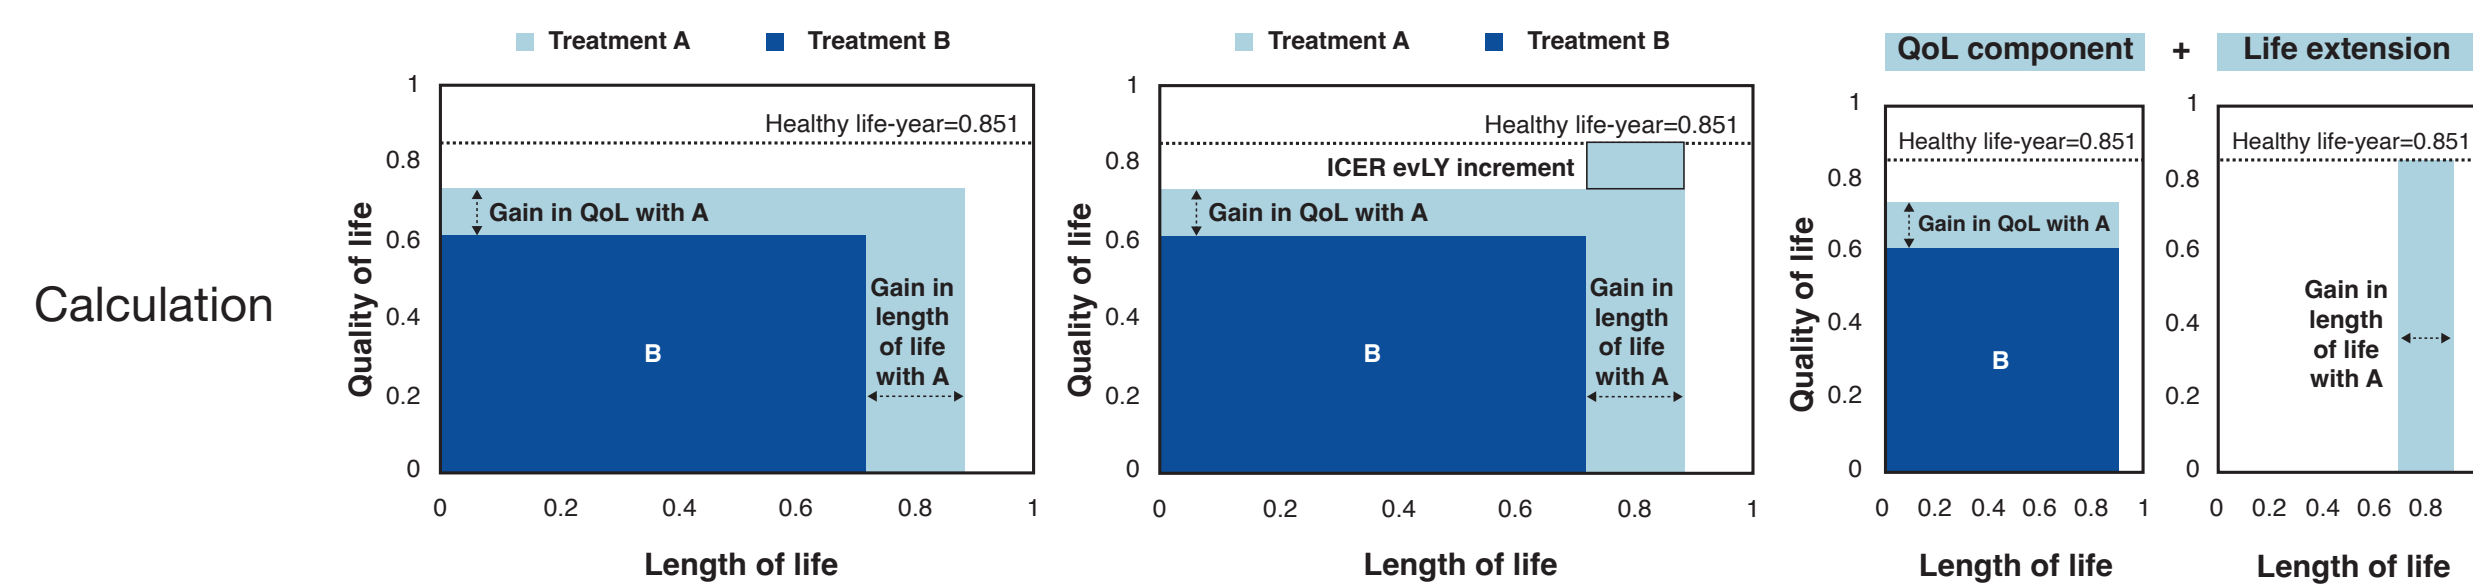 Calculation
Treatment A Treatment B
1
Healthy life-year=0.851
0.8
Gain in QoL with A
0.6
Gain in
length
of life
with A
0.4
B
0.2
0
Quality of life
0 0.2 0.4 0.6 0.8 1
Length of life
Treatment A Treatment B
1
Healthy life-year=0.851
ICER evLY increment
0.8
Gain in QoL with A
0.6
Gain in
length
of life
with A
0.4
B
0.2
0
Quality of life
0 0.2 0.4 0.6 0.8 1
Length of life
QoL component + Life extension
1
Healthy life-year=0.851
0.8
Gain in QoL with A
0.6
0.4
B
0.2
0
Quality of life
0 0.2 0.4 0.6 0.8 1
Length of life
1
Healthy life-year=0.851
0.8
0.6
Gain in
length
of life
with A
0.4
0.2
0
0 0.2 0.4 0.6 0.8
Length of life